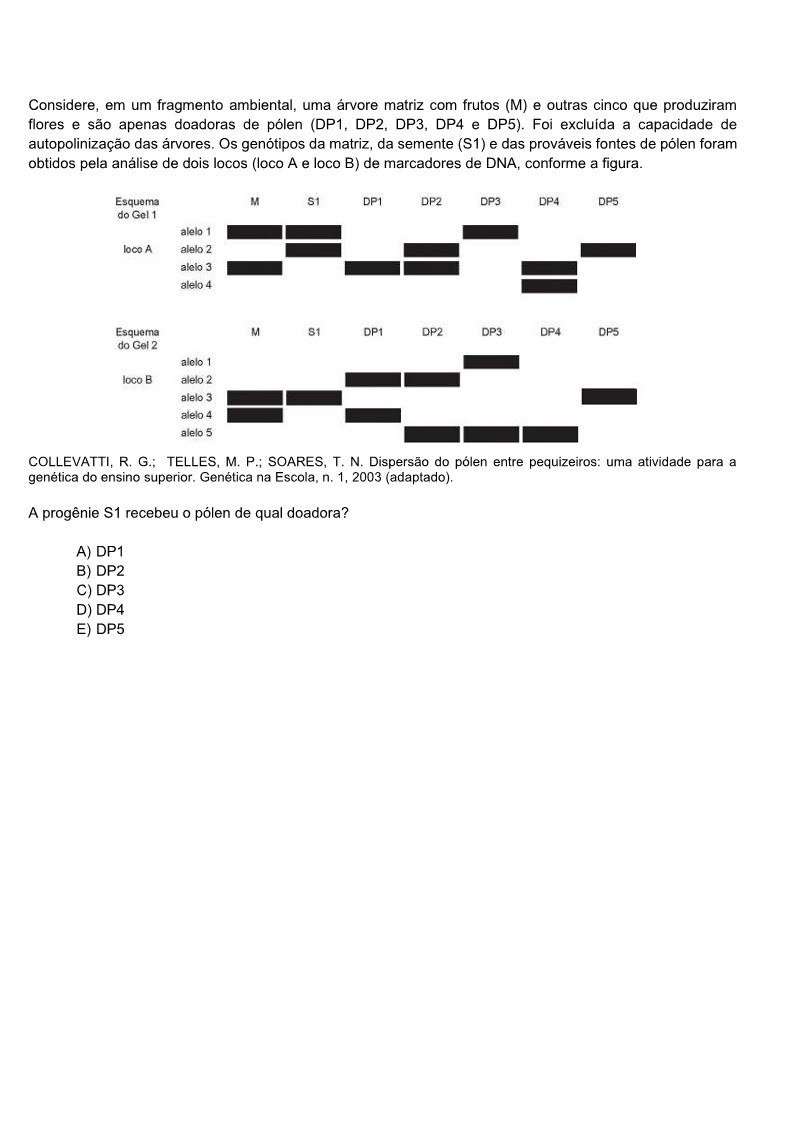 Considere, em um fragmento ambiental, uma árvore matriz com frutos (M) e outras cinco que produziram
flores e são apenas doadoras de pólen (DP1, DP2, DP3, DP4 e DP5). Foi excluída a capacidade de
autopolinização das árvores. Os genótipos da matriz, da semente (S1) e das prováveis fontes de pólen foram
obtidos pela análise de dois locos (loco A e loco B) de marcadores de DNA, conforme a figura.
Esquema do Gel 1 M S1 DP1 DP2 DP3 DP4 DP5
alelo 1
loco A alelo 2
alelo 3
alelo 4
Esquema do Gel 2 M S1 DP1 DP2 DP3 DP4 DP5
alelo 1
loco B alelo 2
alelo 3
alelo 4
alelo 5
COLLEVATTI, R. G.; TELLES, M. P.; SOARES, T. N. Dispersão do pólen entre pequizeiros: uma atividade para a
genética do ensino superior. Genética na Escola, n. 1, 2003 (adaptado).
A progênie S1 recebeu o pólen de qual doadora?
A) DP1
B) DP2
C) DP3
D) DP4
E) DP5